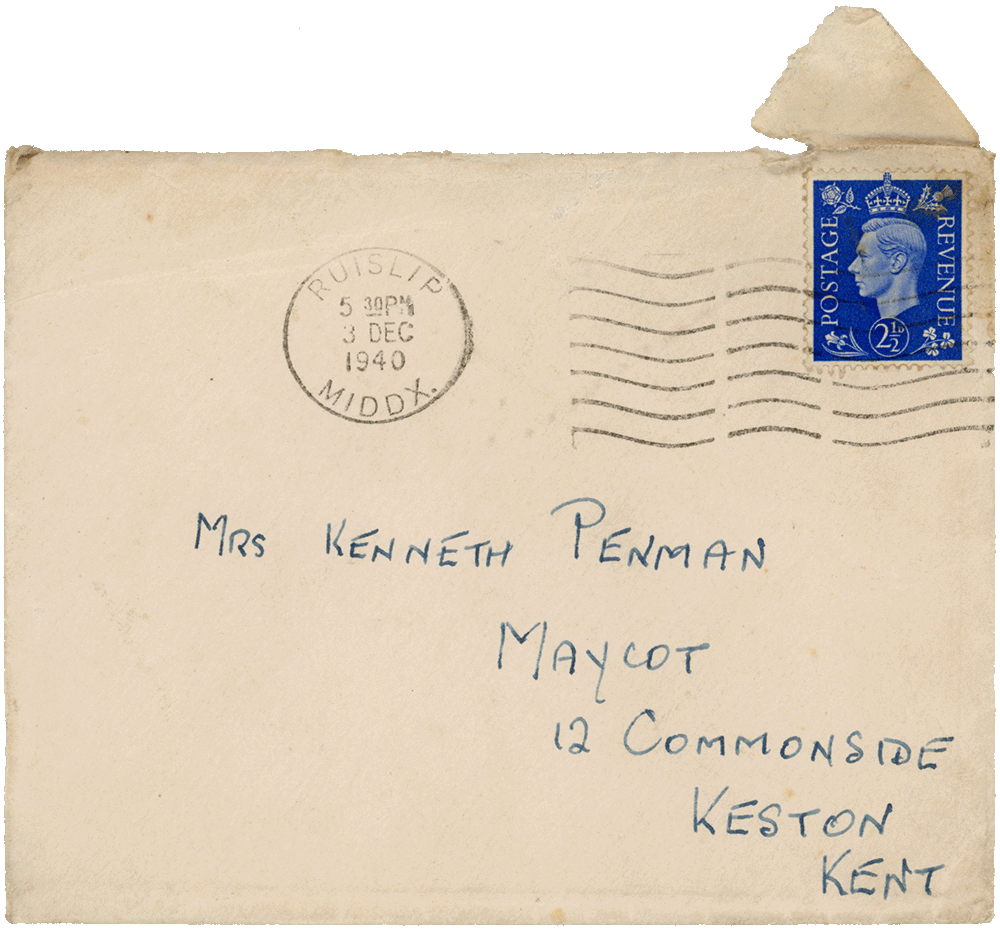 RUISLIP
5 30PM
3 DEC
1940
MIDDX.
POSTAGE
REVENUE
2½D
MRS KENNETH PENMAN
MAYCOT
12 COMMONSIDE
KESTON
KENT